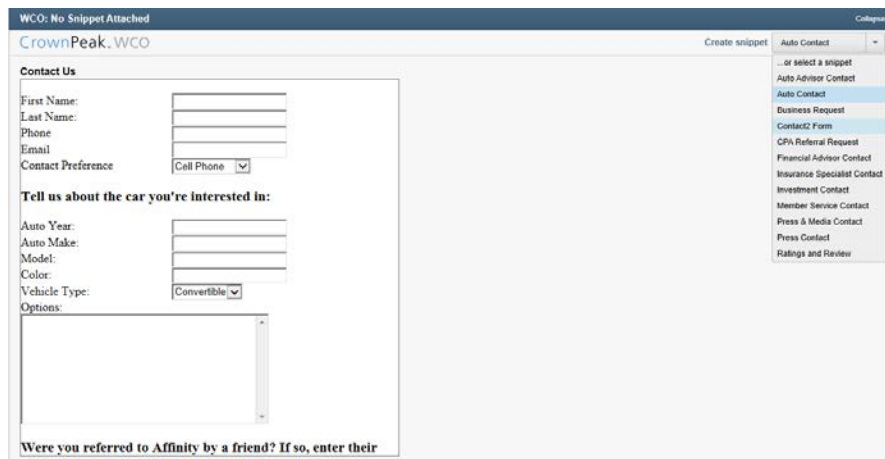 WCO: No Snippet Attached
Collapse
CrownPeak. WCO
Create snippet
Auto Contact
Contact Us
First Name:
Last Name:
Phone
Email
Contact Preference
Cell Phone
Tell us about the car you're interested in:
Auto Year:
Auto Make:
Model:
Color:
Vehicle Type:
Convertible
Options:
Were you referred to Affinity by a friend? If so, enter their
...or select a snippet
Auto Advisor Contact
Auto Contact
Business Request
Contact2 Form
CPA Referral Request
Financial Advisor Contact
Insurance Specialist Contact
Investment Contact
Member Service Contact
Press & Media Contact
Press Contact
Ratings and Review